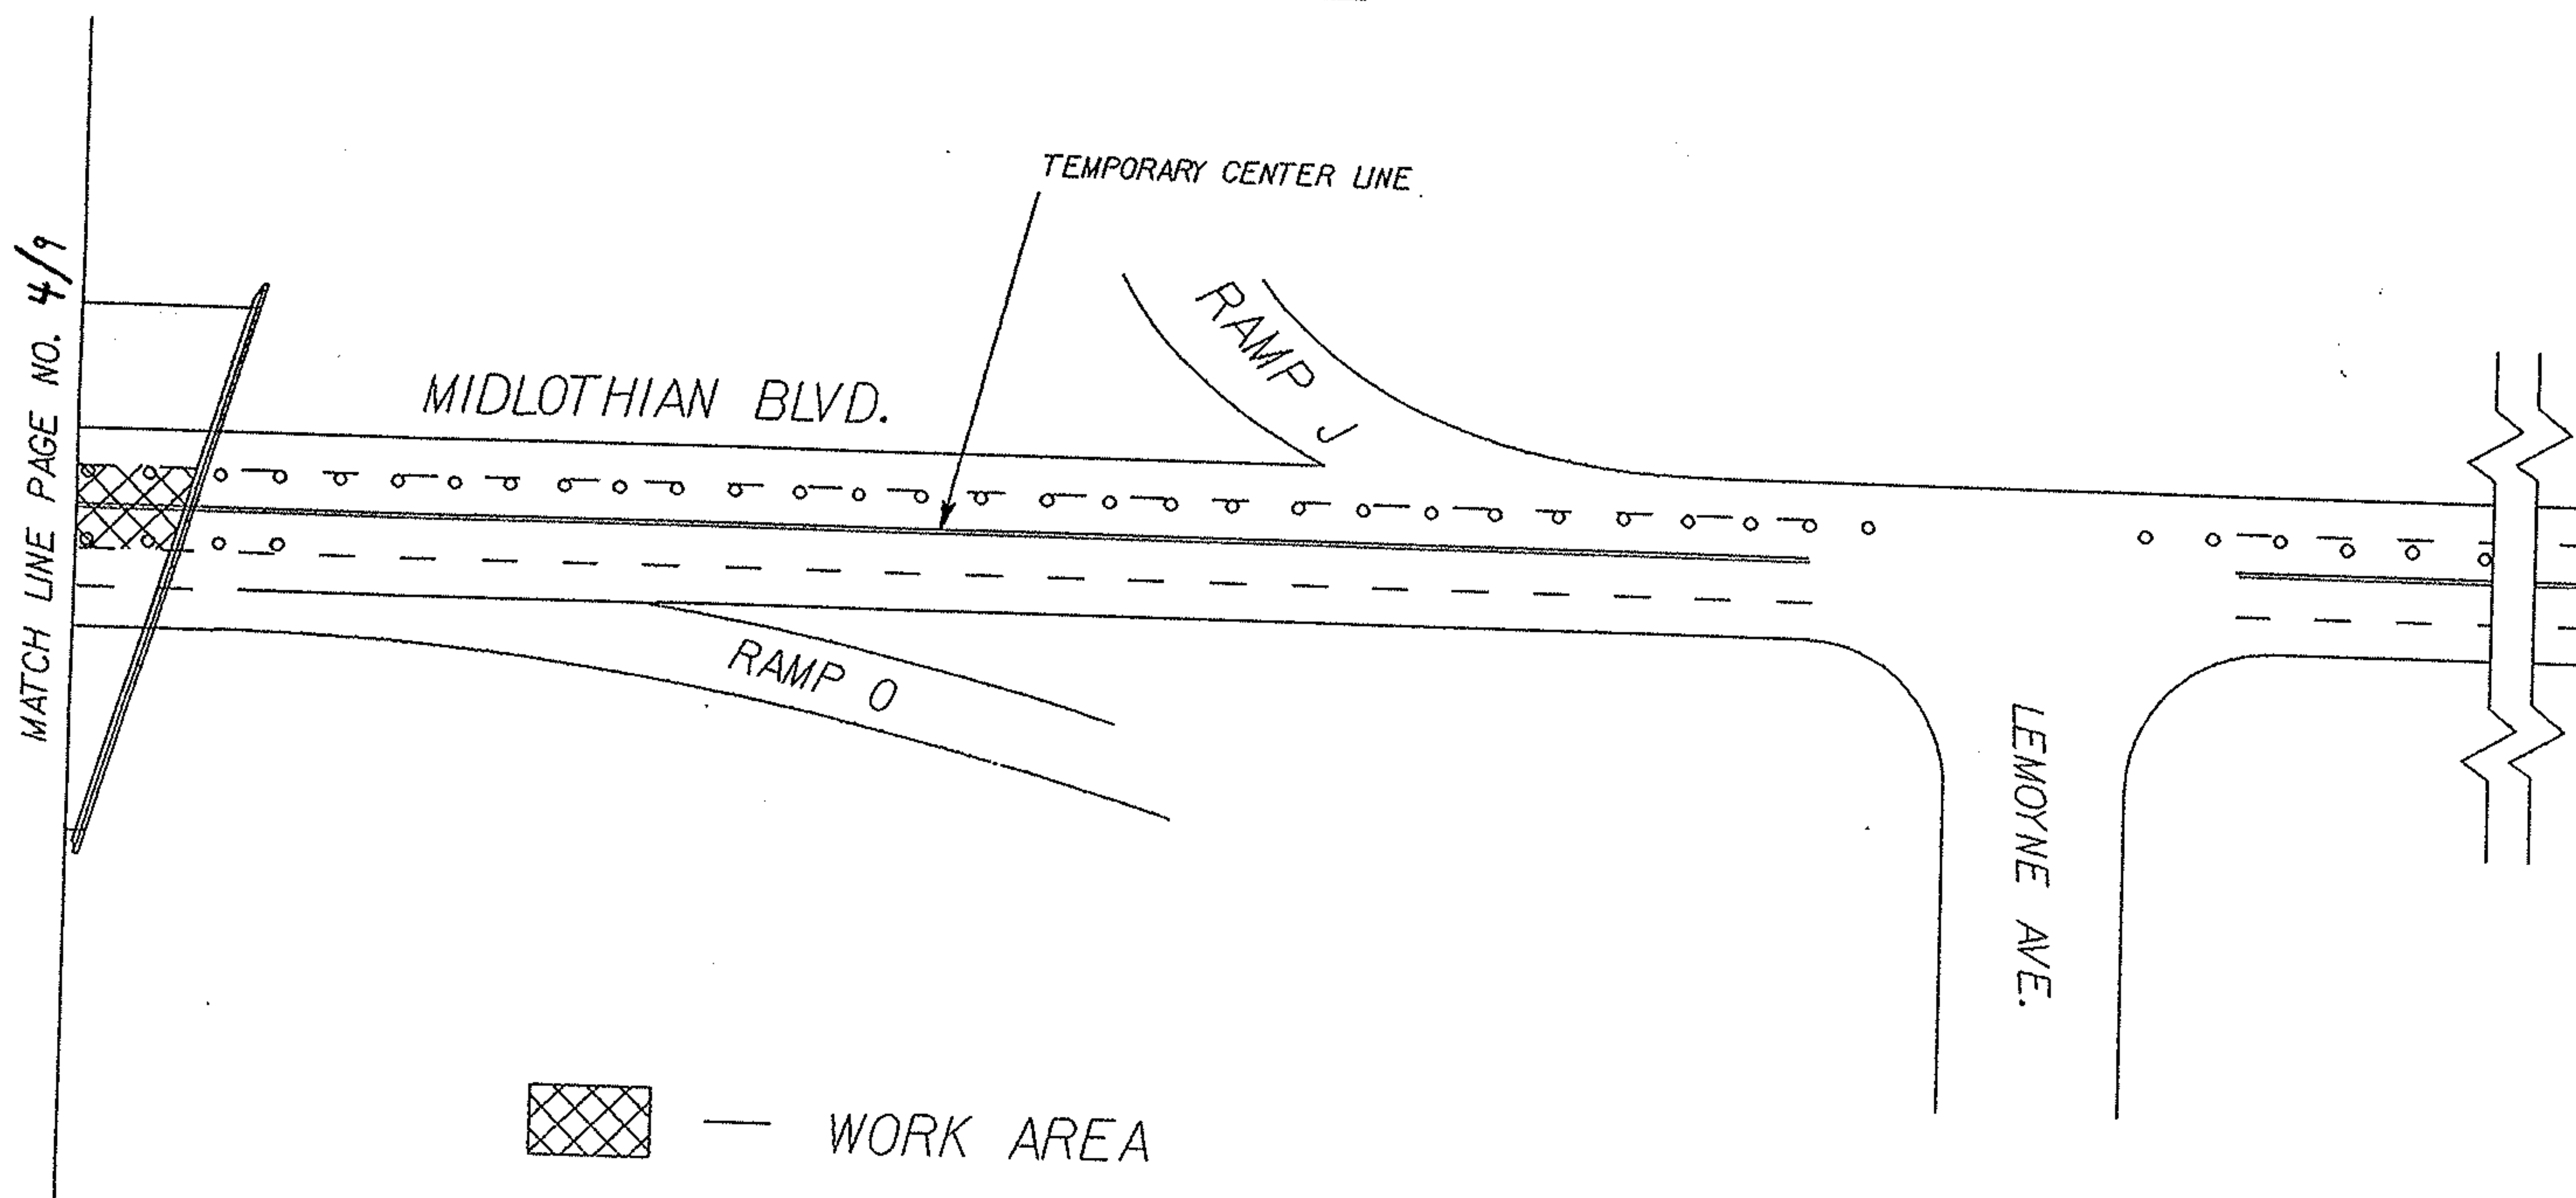 MATCH LINE PAGE NO. 4/9
TEMPORARY CENTER LINE
MIDLOTHIAN BLVD.
RAMP J
RAMP O
LEMOYNE AVE.
— WORK AREA